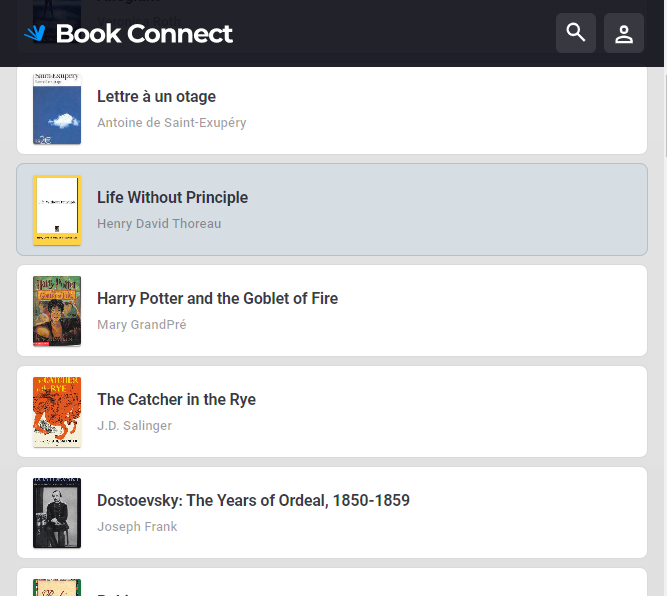 Book Connect
Lettre à un otage
Antoine de Saint-Exupéry
Life Without Principle
Henry David Thoreau
Harry Potter and the Goblet of Fire
Mary GrandPré
The Catcher in the Rye
J.D. Salinger
Dostoevsky: The Years of Ordeal, 1850-1859
Joseph Frank